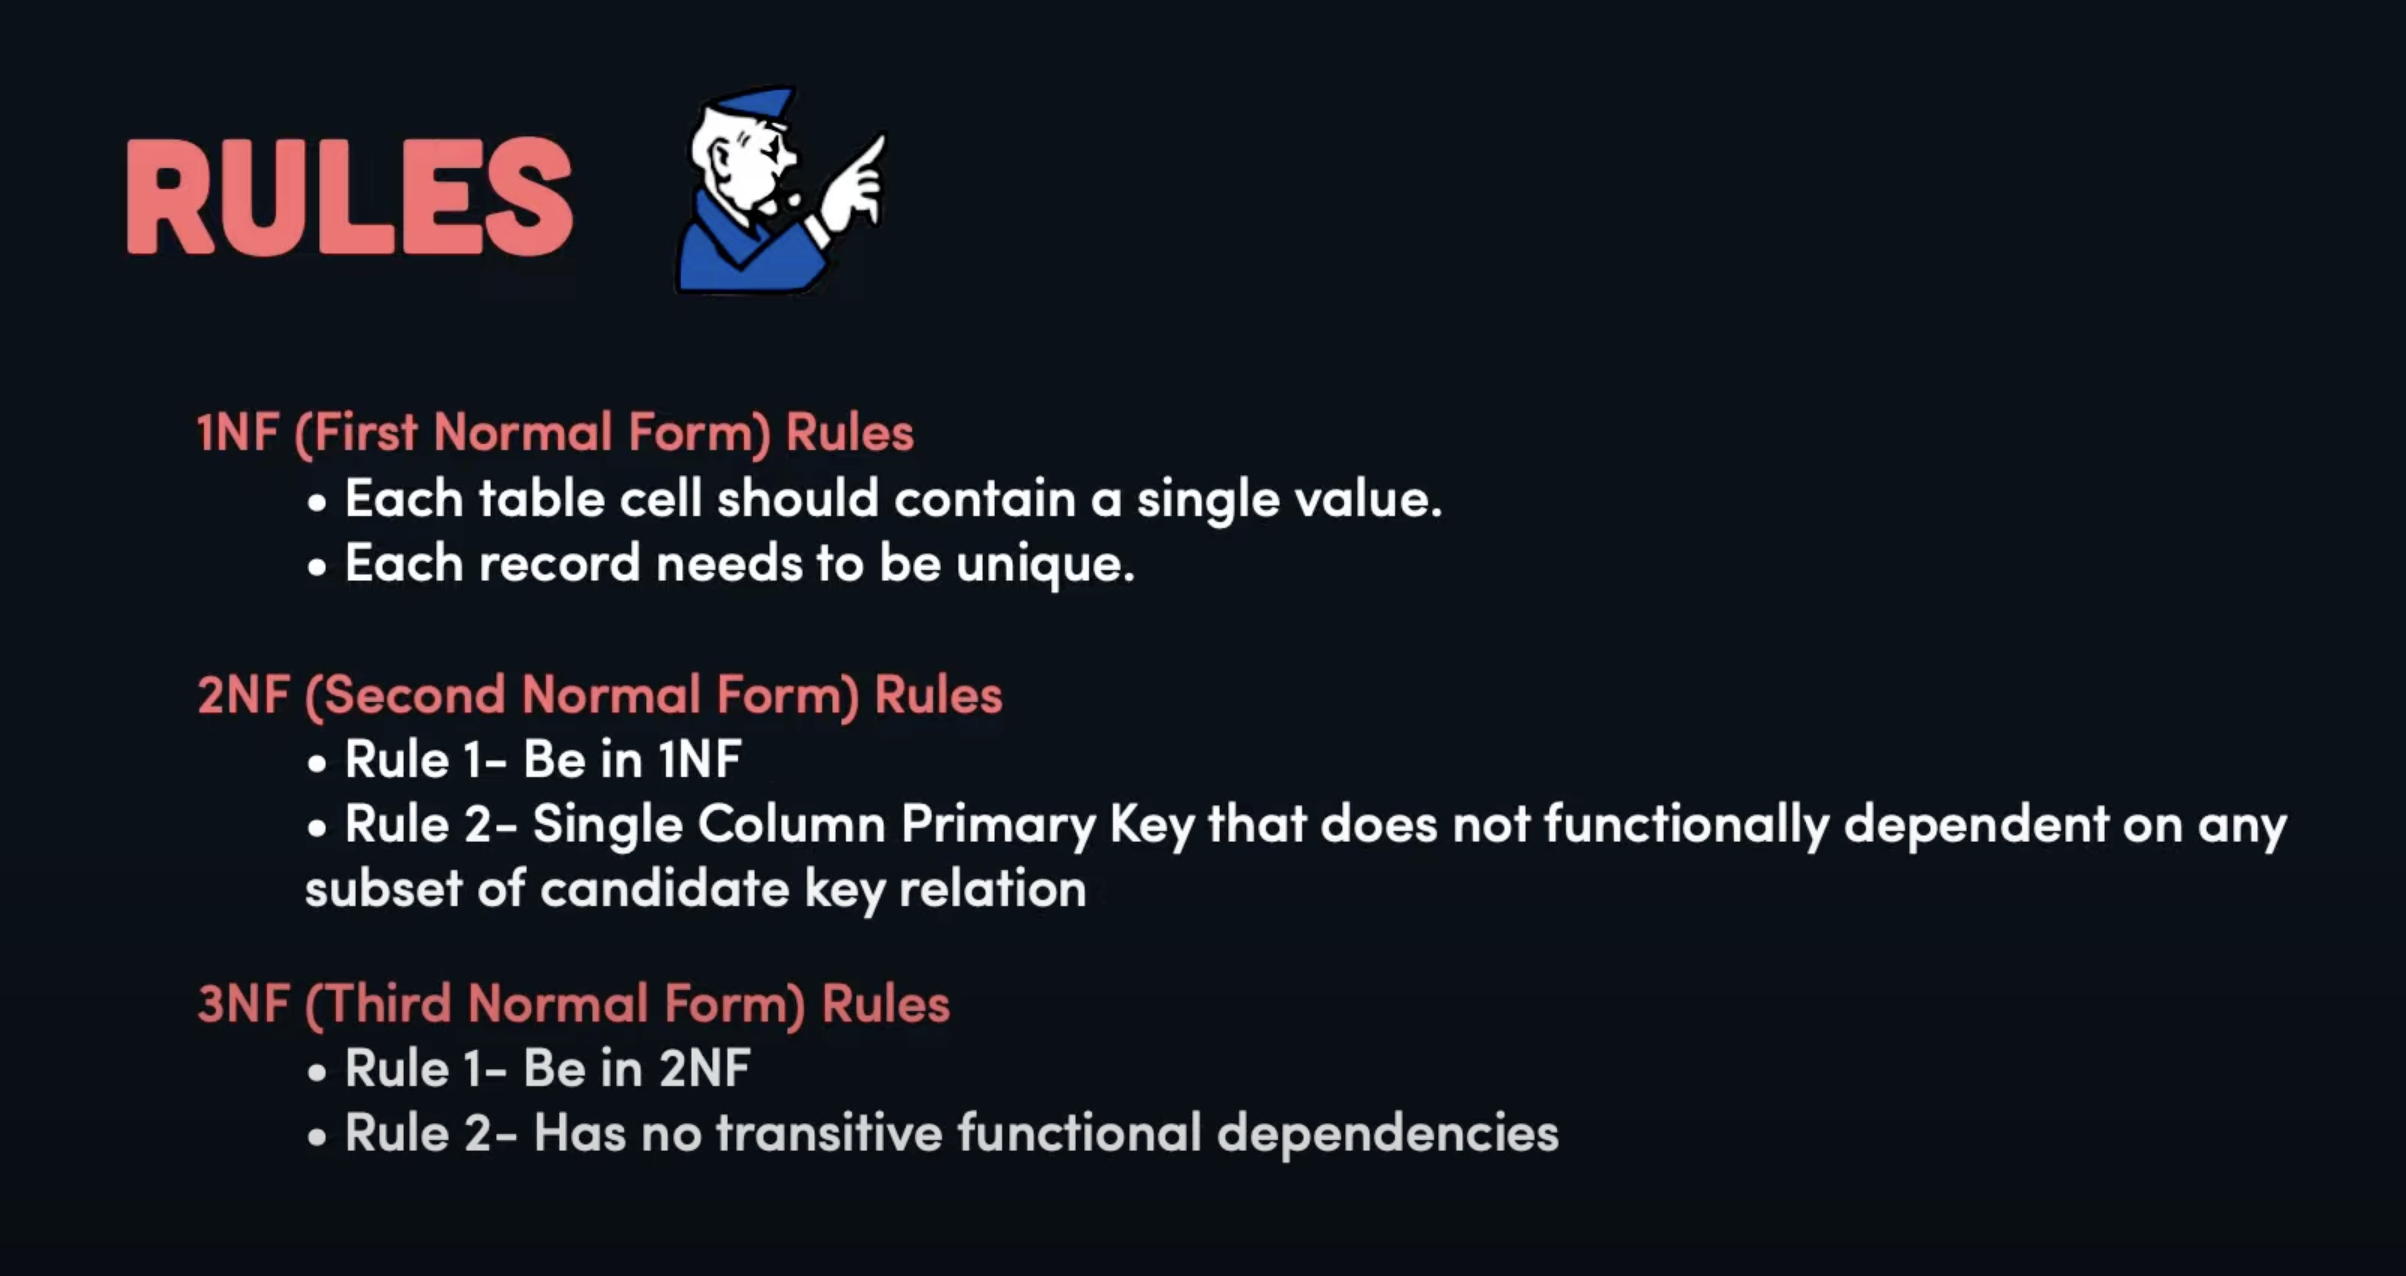 RULES
1NF (First Normal Form) Rules
• Each table cell should contain a single value.
• Each record needs to be unique.
2NF (Second Normal Form) Rules
• Rule 1- Be in 1NF
• Rule 2- Single Column Primary Key that does not functionally dependent on any
subset of candidate key relation
3NF (Third Normal Form) Rules
• Rule 1- Be in 2NF
• Rule 2- Has no transitive functional dependencies